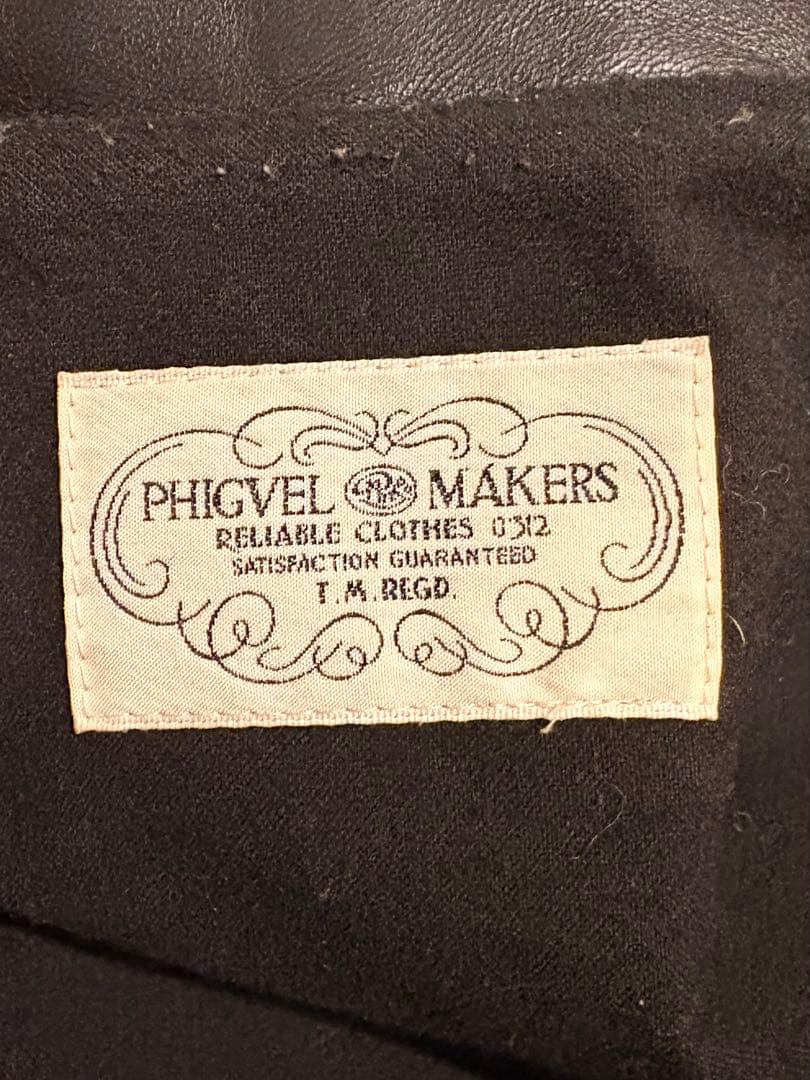 PHIGVEL MAKERS
RELIABLE CLOTHES 0312
SATISFACTION GUARANTEED
T.M.REGD.